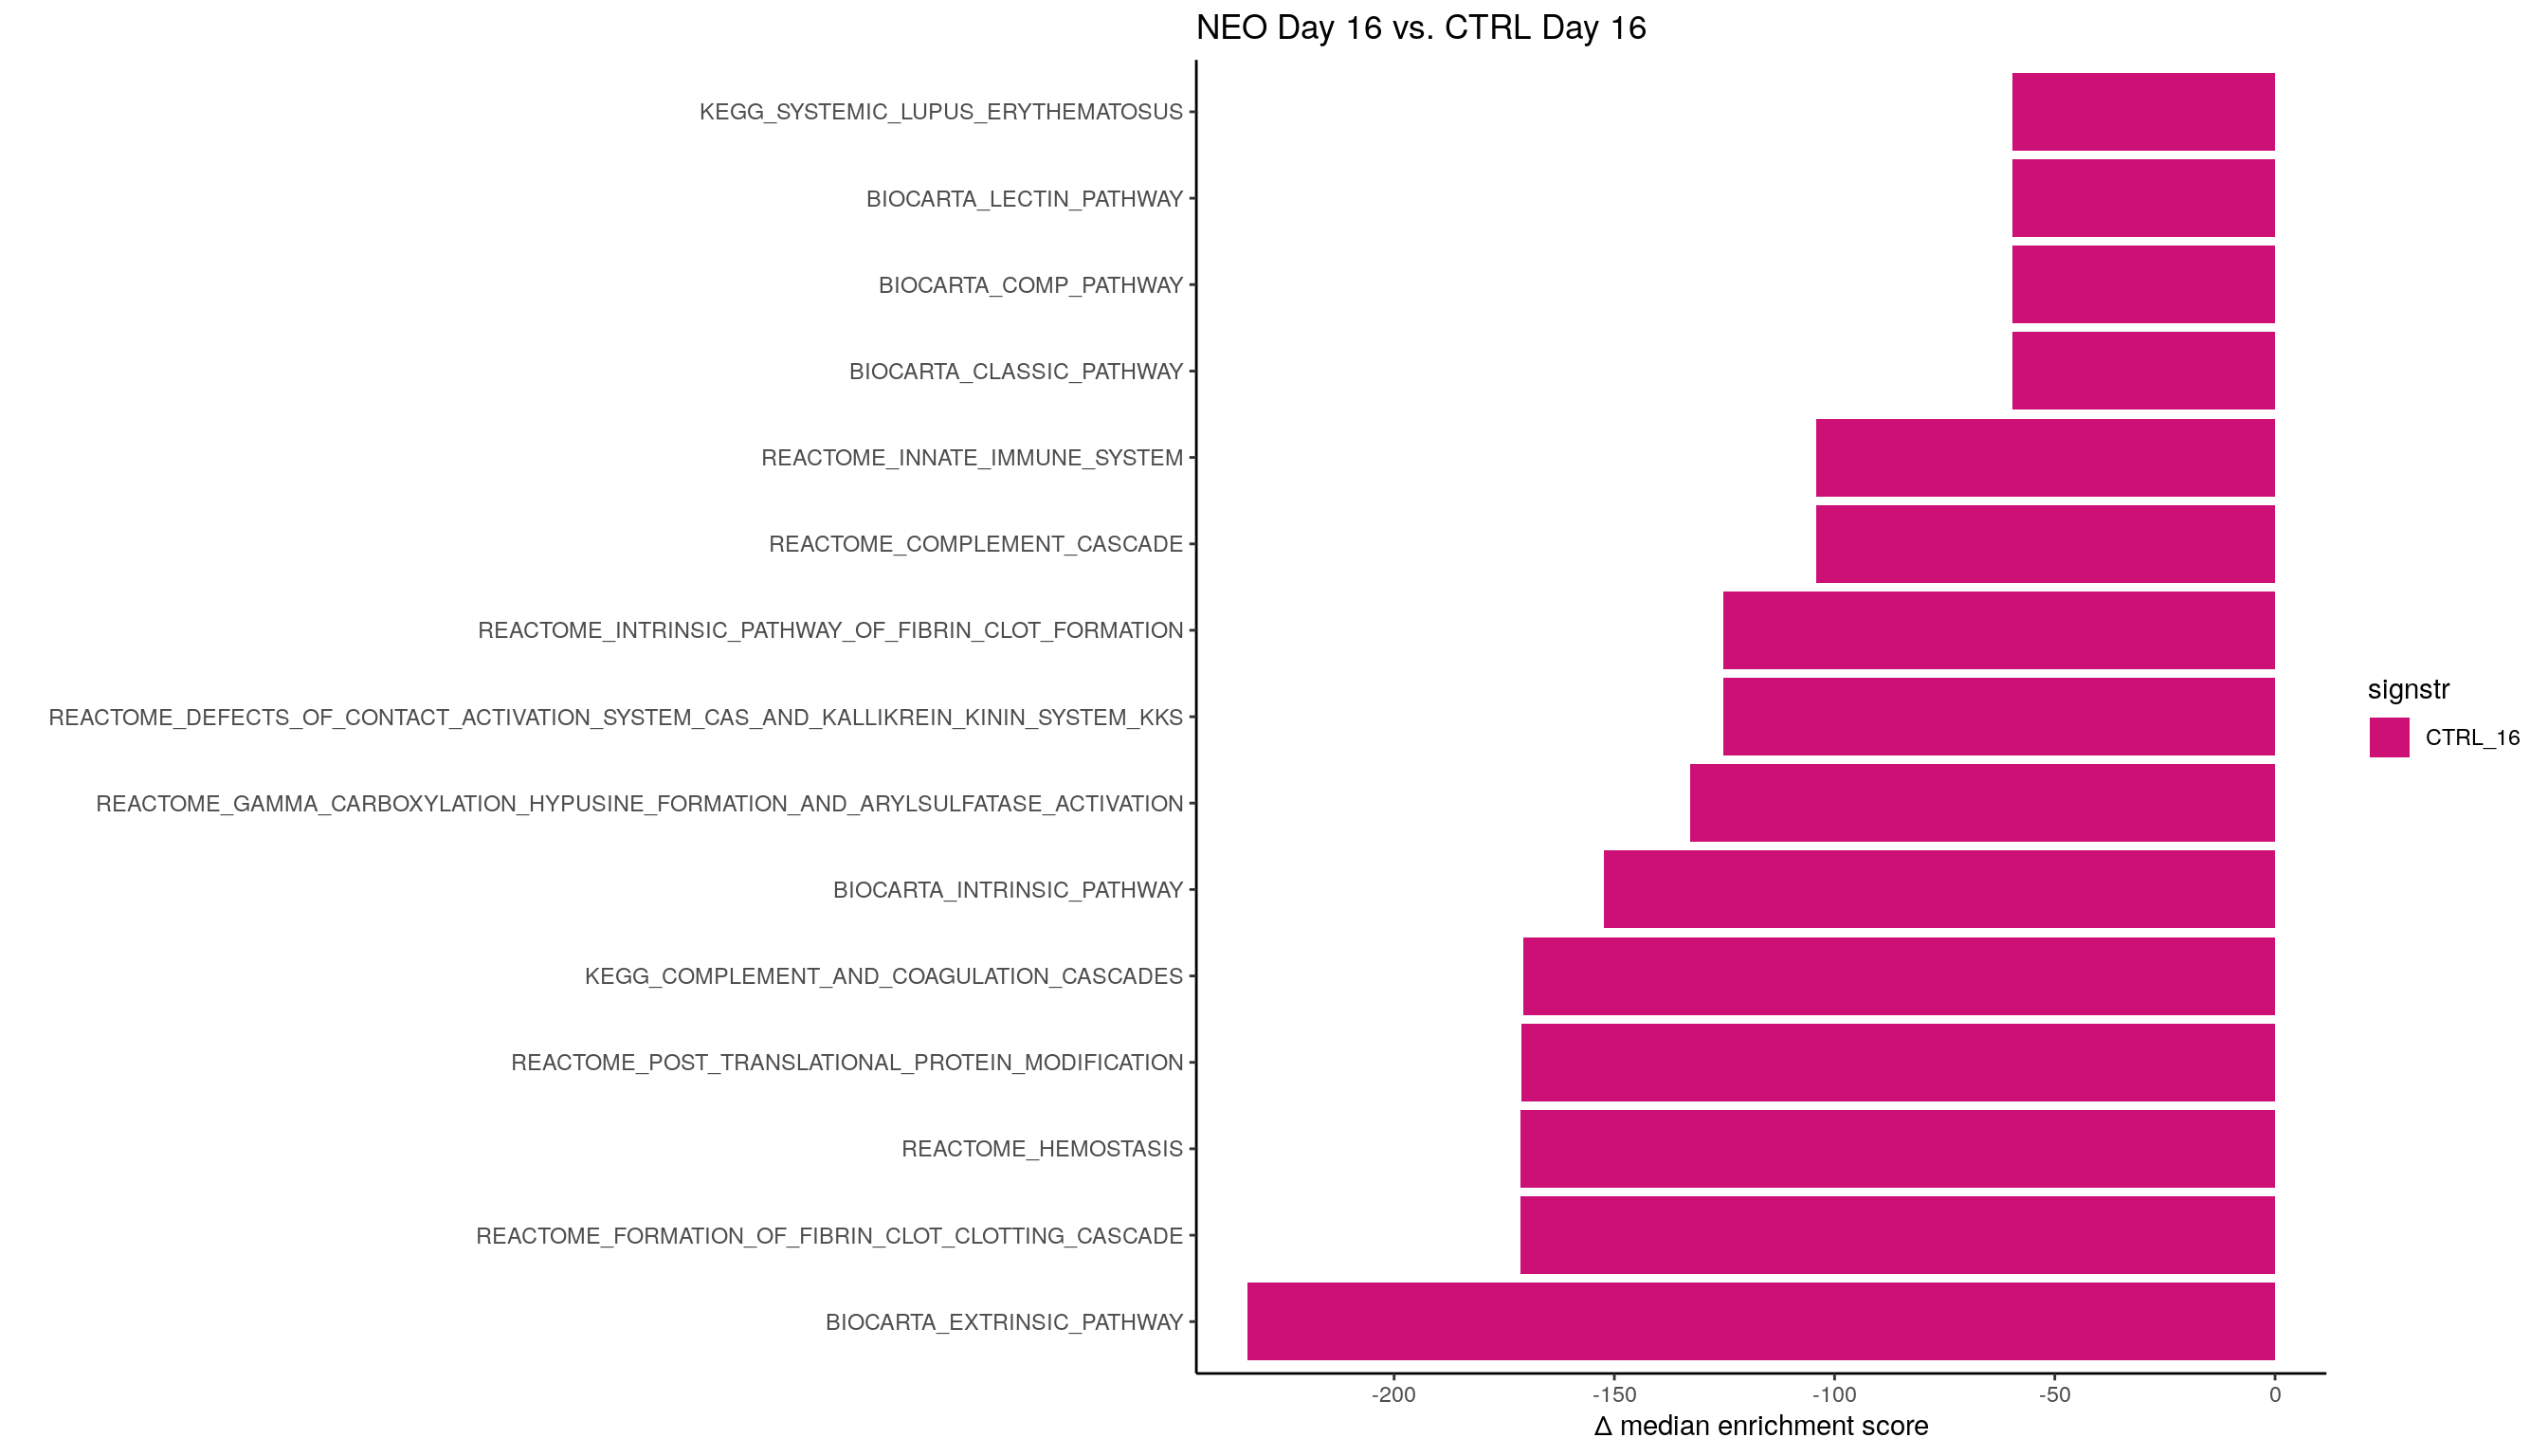 NEO Day 16 vs. CTRL Day 16
KEGG_SYSTEMIC_LUPUS_ERYTHEMATOSUS
BIOCARTA_LECTIN_PATHWAY
BIOCARTA_COMP_PATHWAY
BIOCARTA_CLASSIC_PATHWAY
REACTOME_INNATE_IMMUNE_SYSTEM
REACTOME_COMPLEMENT_CASCADE
REACTOME_INTRINSIC_PATHWAY_OF_FIBRIN_CLOT_FORMATION
REACTOME_DEFECTS_OF_CONTACT_ACTIVATION_SYSTEM_CAS_AND_KALLIKREIN_KININ_SYSTEM_KKS
REACTOME_GAMMA_CARBOXYLATION_HYPUSINE_FORMATION_AND_ARYLSULFATASE_ACTIVATION
BIOCARTA_INTRINSIC_PATHWAY
KEGG_COMPLEMENT_AND_COAGULATION_CASCADES
REACTOME_POST_TRANSLATIONAL_PROTEIN_MODIFICATION
REACTOME_HEMOSTASIS
REACTOME_FORMATION_OF_FIBRIN_CLOT_CLOTTING_CASCADE
BIOCARTA_EXTRINSIC_PATHWAY
-200 -150 -100 -50 0
Δ median enrichment score
signstr
CTRL_16